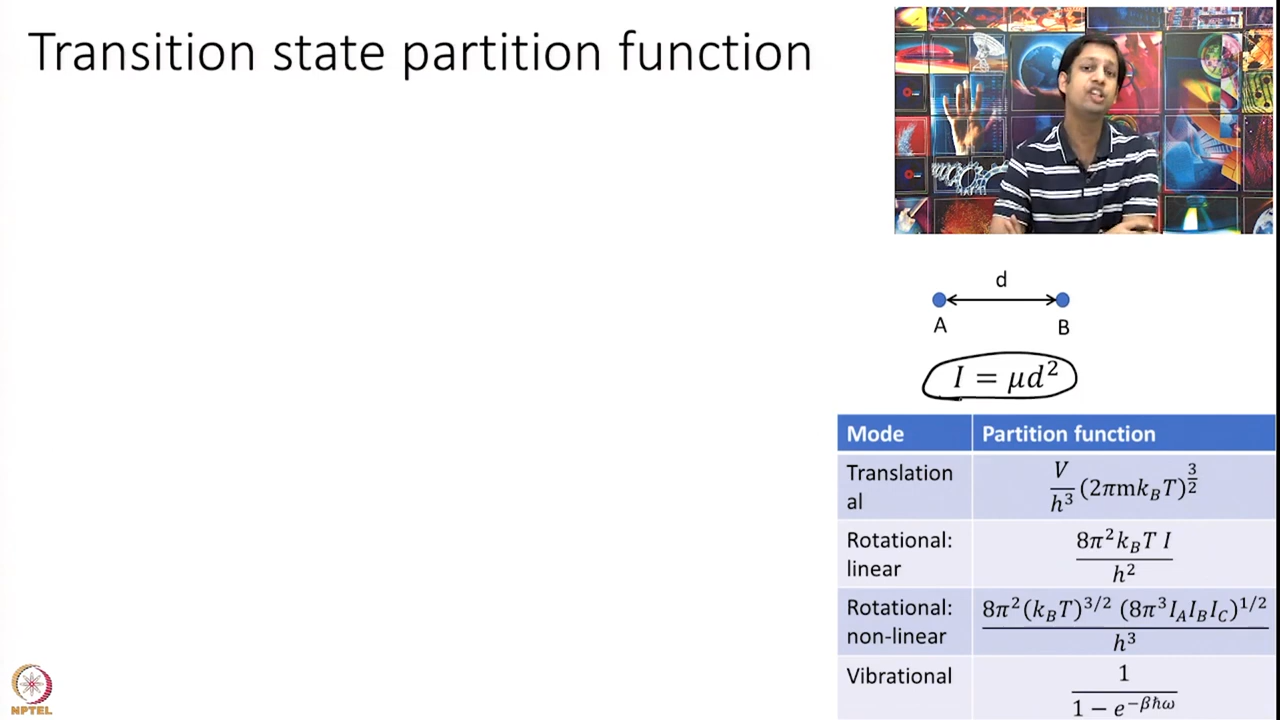 Transition state partition function
d
A B
I = μd²
Mode Partition function
Translation
al
V/h³ (2πmk_BT)^(3/2)
Rotational:
linear
8π²k_BT I / h²
Rotational:
non-linear
8π²(k_BT)^(3/2) (8π³I_AI_BI_C)^(1/2) / h³
Vibrational
1 / (1 − e^(−βħω))
NPTEL